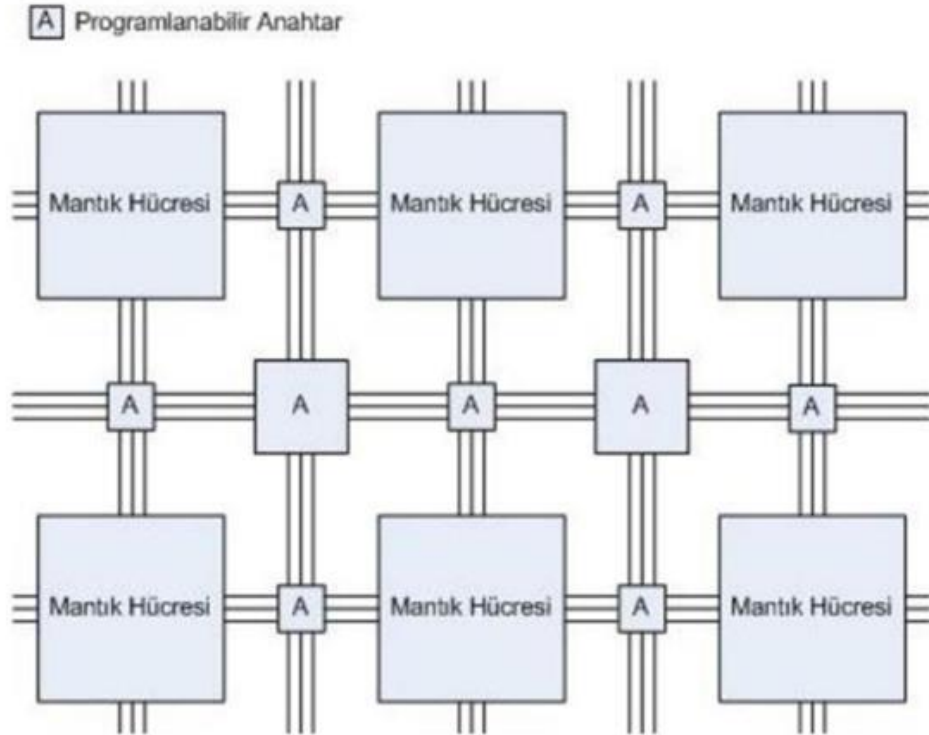 A Programlanabilir Anahtar
Mantık Hücresi A Mantık Hücresi A Mantık Hücresi
A A A A A
Mantık Hücresi A Mantık Hücresi A Mantık Hücresi